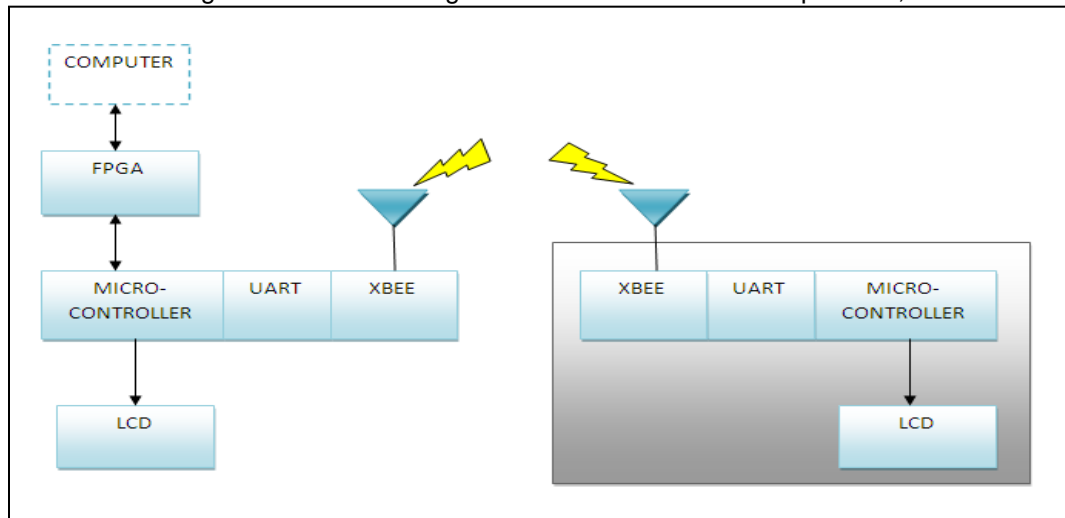 COMPUTER
FPGA
MICRO-
CONTROLLER
UART
XBEE
LCD
XBEE
UART
MICRO-
CONTROLLER
LCD